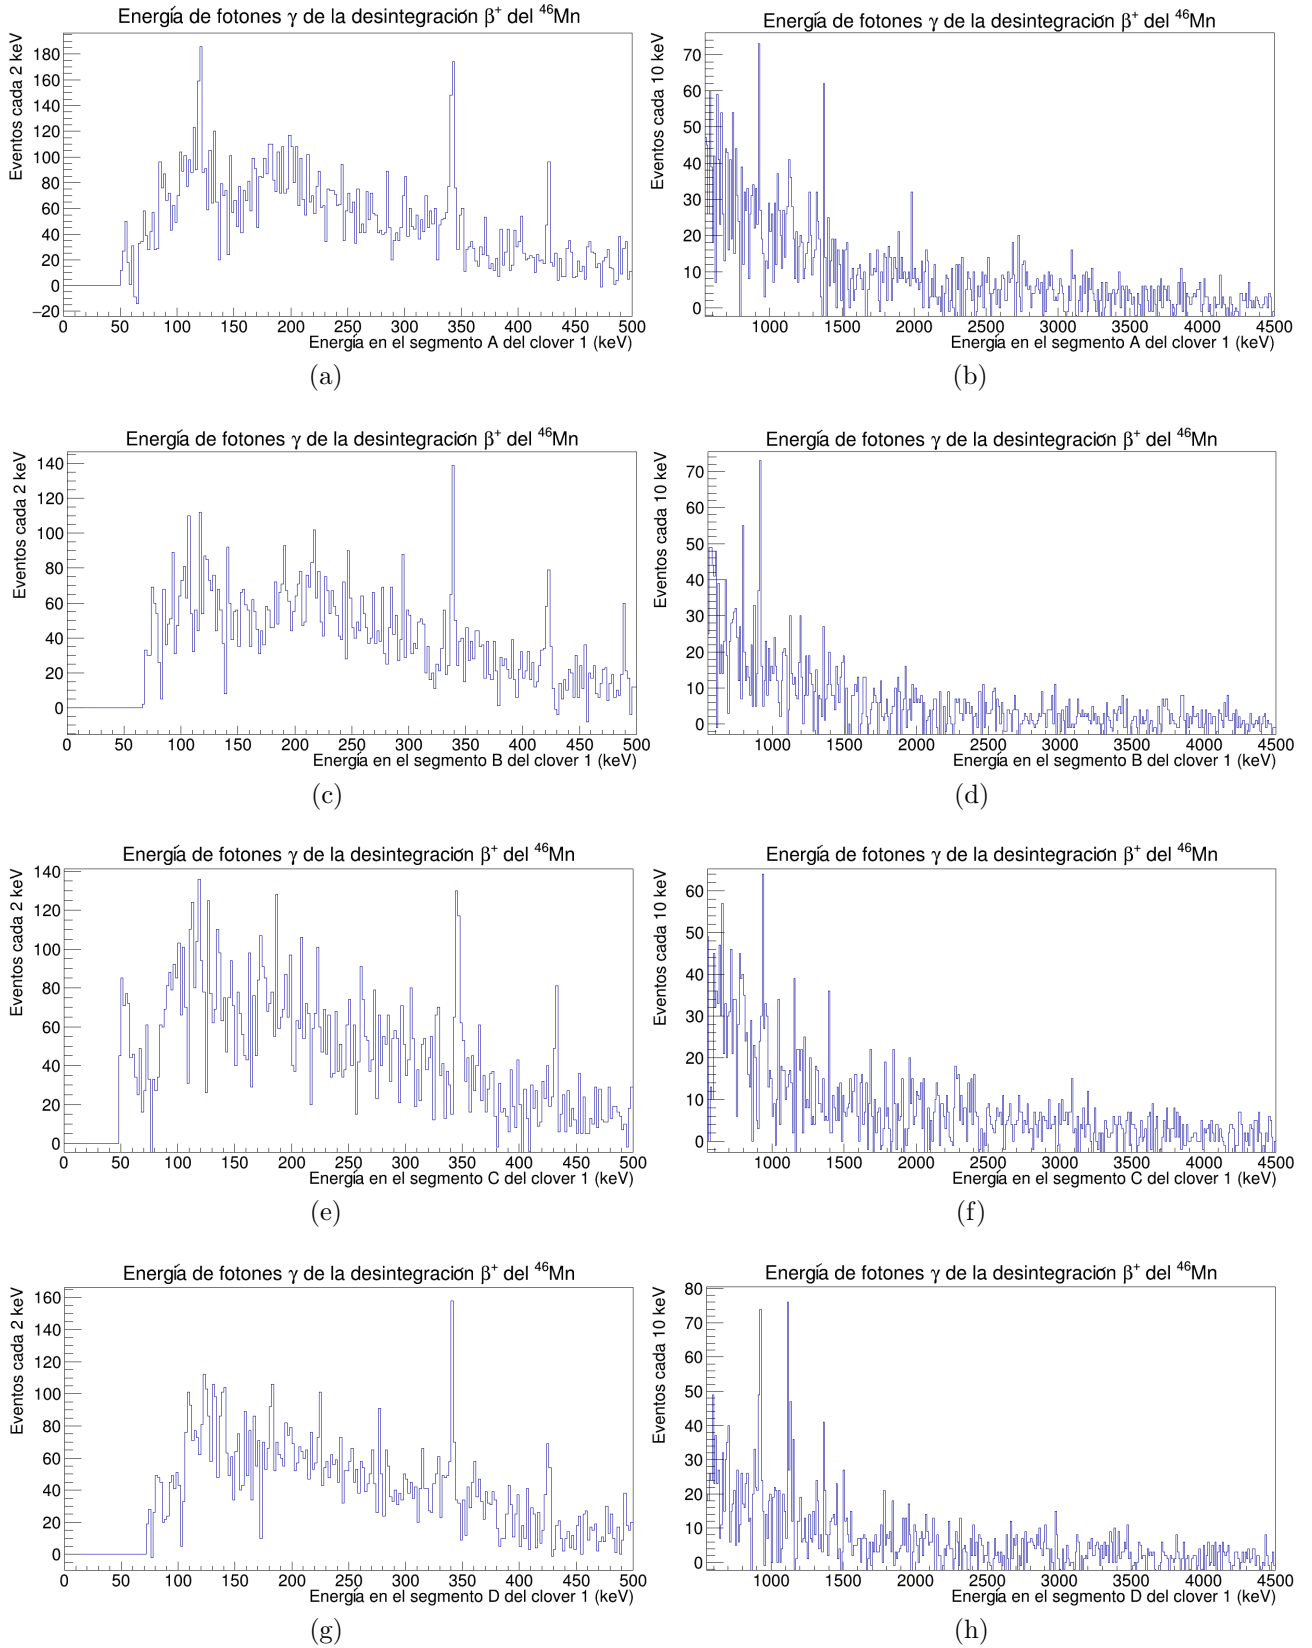 Energía de fotones γ de la desintegración β⁺ del ⁴⁶Mn
Eventos cada 2 keV
180
160
140
120
100
80
60
40
20
0
−20
0 50 100 150 200 250 300 350 400 450 500
Energía en el segmento A del clover 1 (keV)
(a)
Energía de fotones γ de la desintegración β⁺ del ⁴⁶Mn
Eventos cada 10 keV
70
60
50
40
30
20
10
0
1000 1500 2000 2500 3000 3500 4000 4500
Energía en el segmento A del clover 1 (keV)
(b)
Energía de fotones γ de la desintegración β⁺ del ⁴⁶Mn
Eventos cada 2 keV
140
120
100
80
60
40
20
0
0 50 100 150 200 250 300 350 400 450 500
Energía en el segmento B del clover 1 (keV)
(c)
Energía de fotones γ de la desintegración β⁺ del ⁴⁶Mn
Eventos cada 10 keV
70
60
50
40
30
20
10
0
1000 1500 2000 2500 3000 3500 4000 4500
Energía en el segmento B del clover 1 (keV)
(d)
Energía de fotones γ de la desintegración β⁺ del ⁴⁶Mn
Eventos cada 2 keV
140
120
100
80
60
40
20
0
0 50 100 150 200 250 300 350 400 450 500
Energía en el segmento C del clover 1 (keV)
(e)
Energía de fotones γ de la desintegración β⁺ del ⁴⁶Mn
Eventos cada 10 keV
60
50
40
30
20
10
0
1000 1500 2000 2500 3000 3500 4000 4500
Energía en el segmento C del clover 1 (keV)
(f)
Energía de fotones γ de la desintegración β⁺ del ⁴⁶Mn
Eventos cada 2 keV
160
140
120
100
80
60
40
20
0
0 50 100 150 200 250 300 350 400 450 500
Energía en el segmento D del clover 1 (keV)
(g)
Energía de fotones γ de la desintegración β⁺ del ⁴⁶Mn
Eventos cada 10 keV
80
70
60
50
40
30
20
10
0
1000 1500 2000 2500 3000 3500 4000 4500
Energía en el segmento D del clover 1 (keV)
(h)